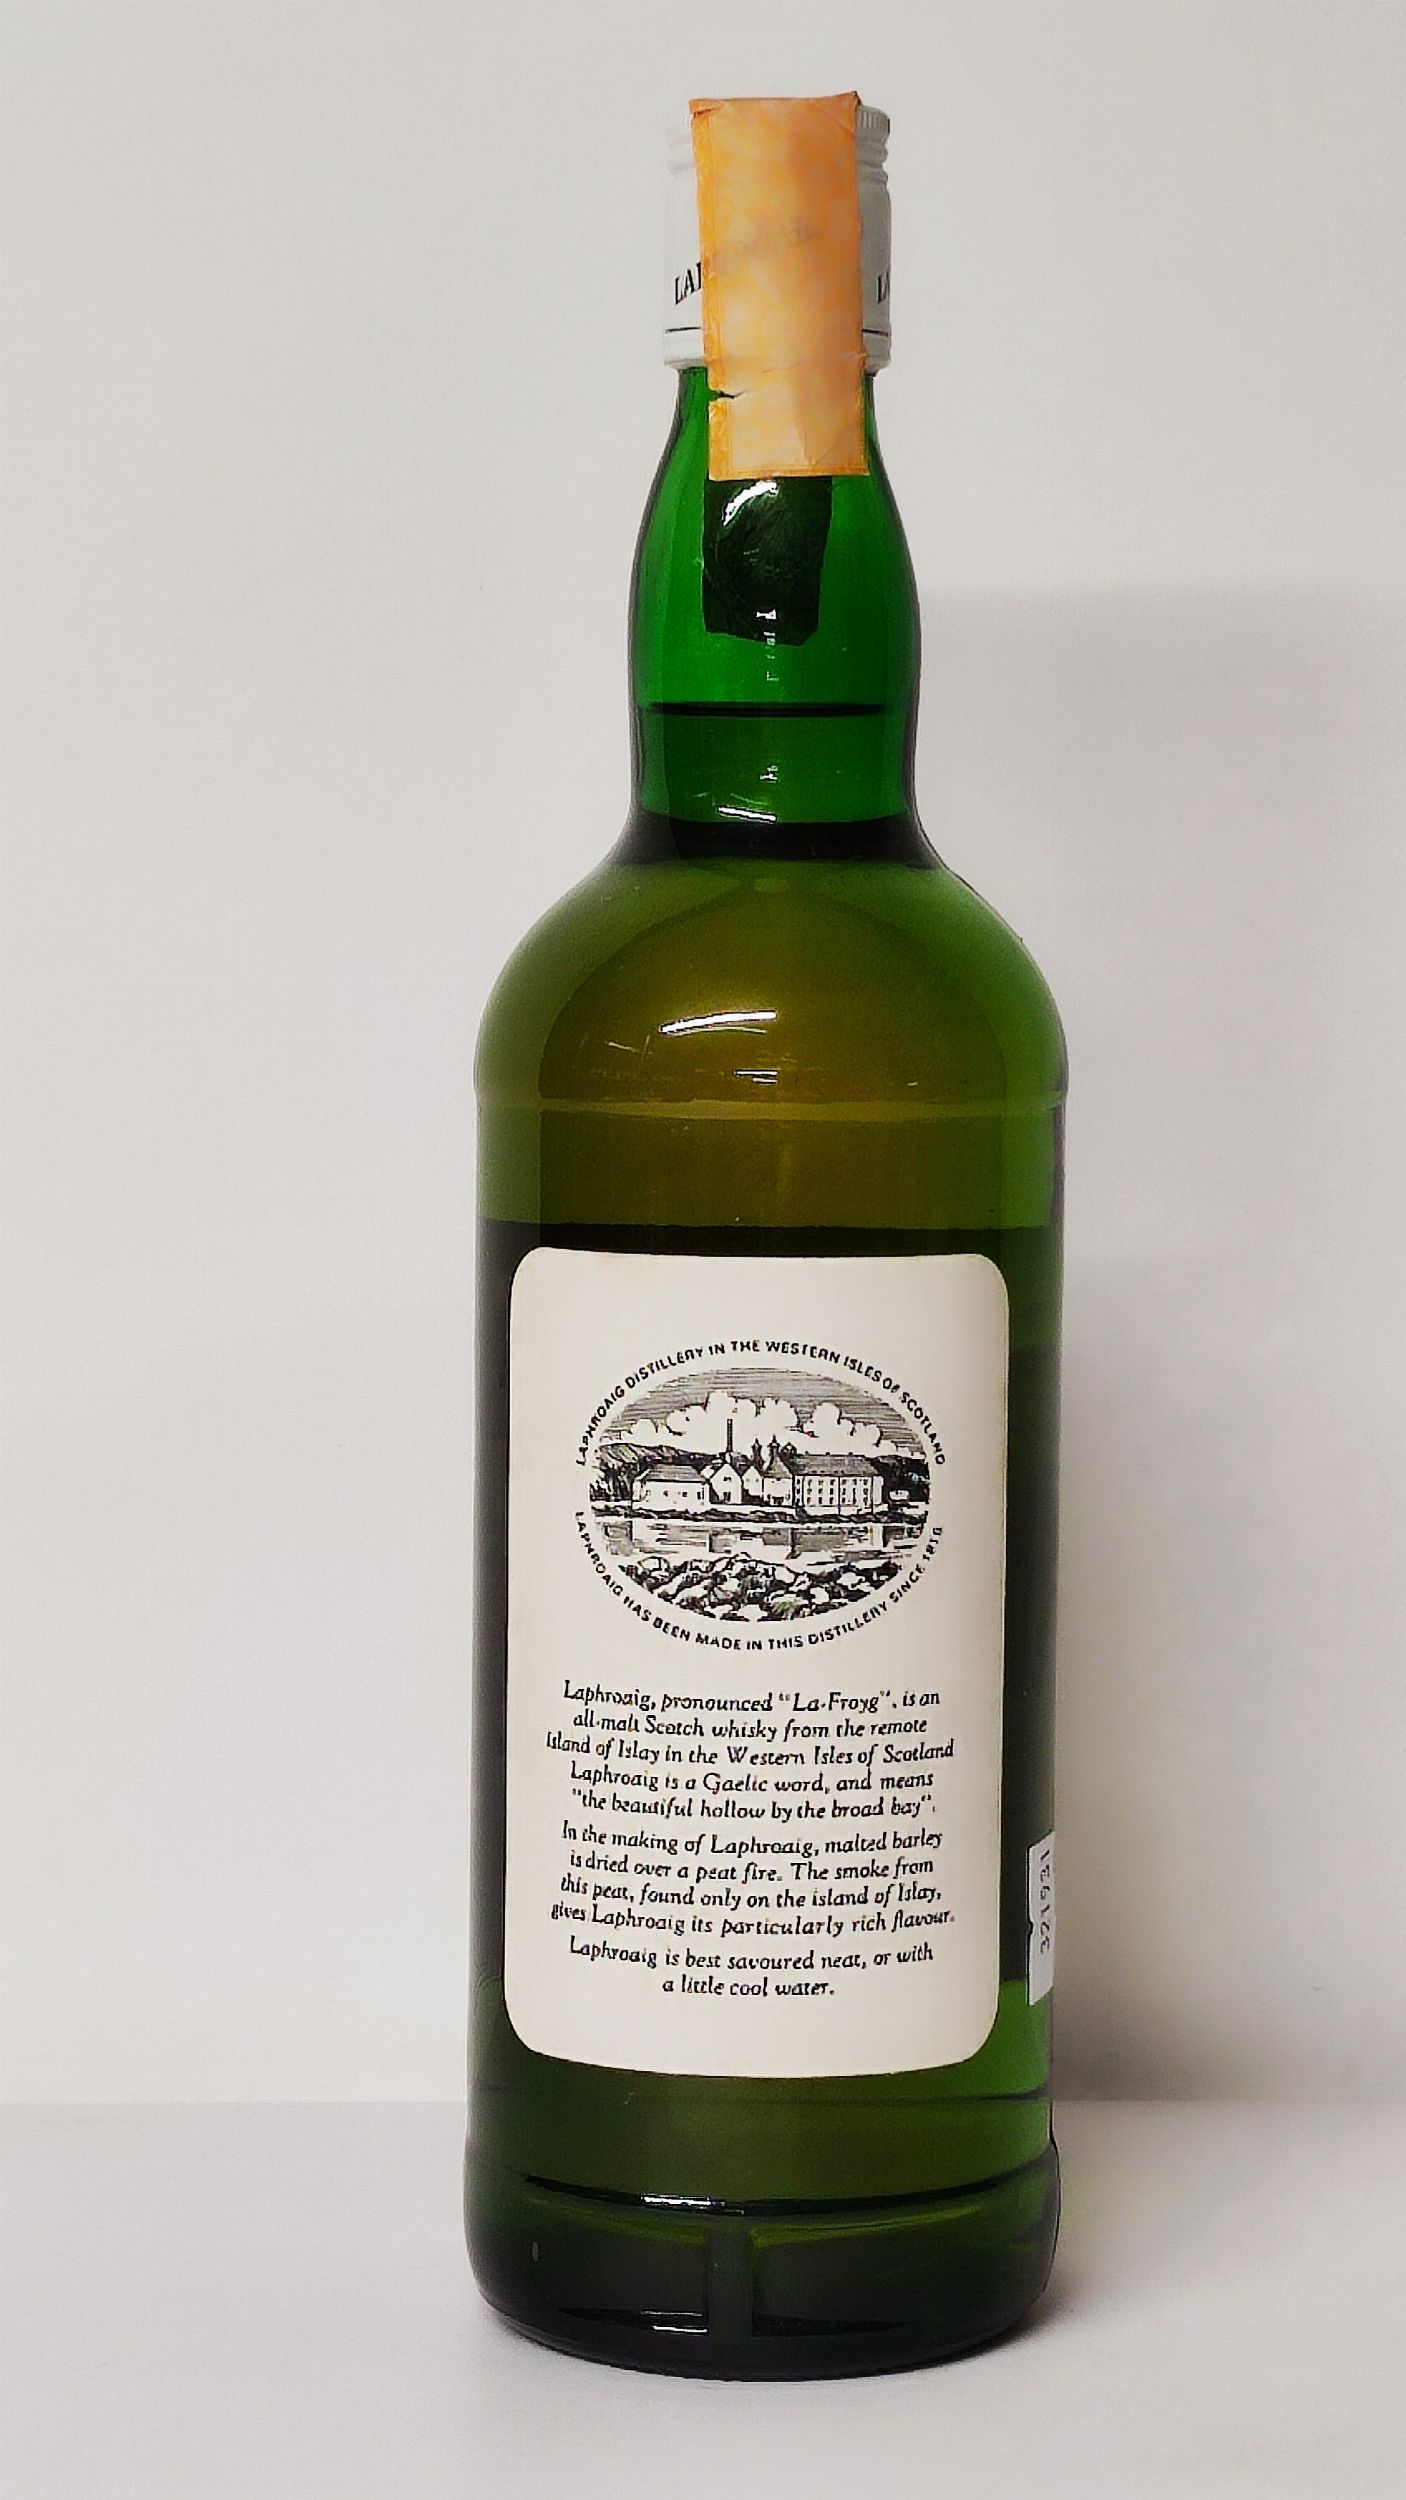 LAPHROAIG DISTILLERY IN THE WESTERN ISLES OF SCOTLAND
LAPHROAIG HAS BEEN MADE IN THIS DISTILLERY SINCE
Laphroaig, pronounced "La-Froyg", is an
all-malt Scotch whisky from the remote
island of Islay in the Western Isles of Scotland
Laphroaig is a Gaelic word, and means
"the beautiful hollow by the broad bay".
In the making of Laphroaig, malted barley
is dried over a peat fire. The smoke from
this peat, found only on the island of Islay,
gives Laphroaig its particularly rich flavour.
Laphroaig is best savoured neat, or with
a little cool water.